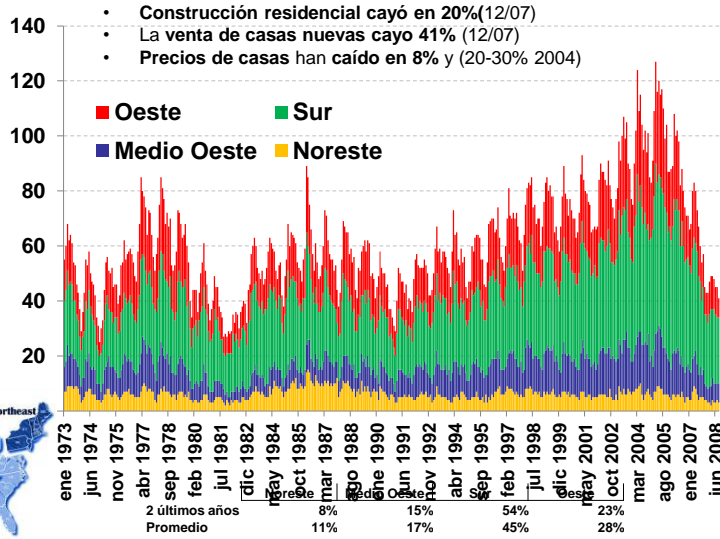 • Construcción residencial cayó en 20%(12/07)
• La venta de casas nuevas cayo 41% (12/07)
• Precios de casas han caído en 8% y (20-30% 2004)
140
120
100
80
60
40
20
Oeste Sur
Medio Oeste Noreste
ortheast
ene 1973
jun 1974
nov 1975
abr 1977
sep 1978
feb 1980
jul 1981
dic 1982
may 1984
oct 1985
mar 1987
ago 1988
ene 1990
jun 1991
nov 1992
abr 1994
sep 1995
feb 1997
jul 1998
dic 1999
may 2001
oct 2002
mar 2004
ago 2005
ene 2007
jun 2008
Noreste Medio Oeste Sur Oeste
2 últimos años 8% 15% 54% 23%
Promedio 11% 17% 45% 28%